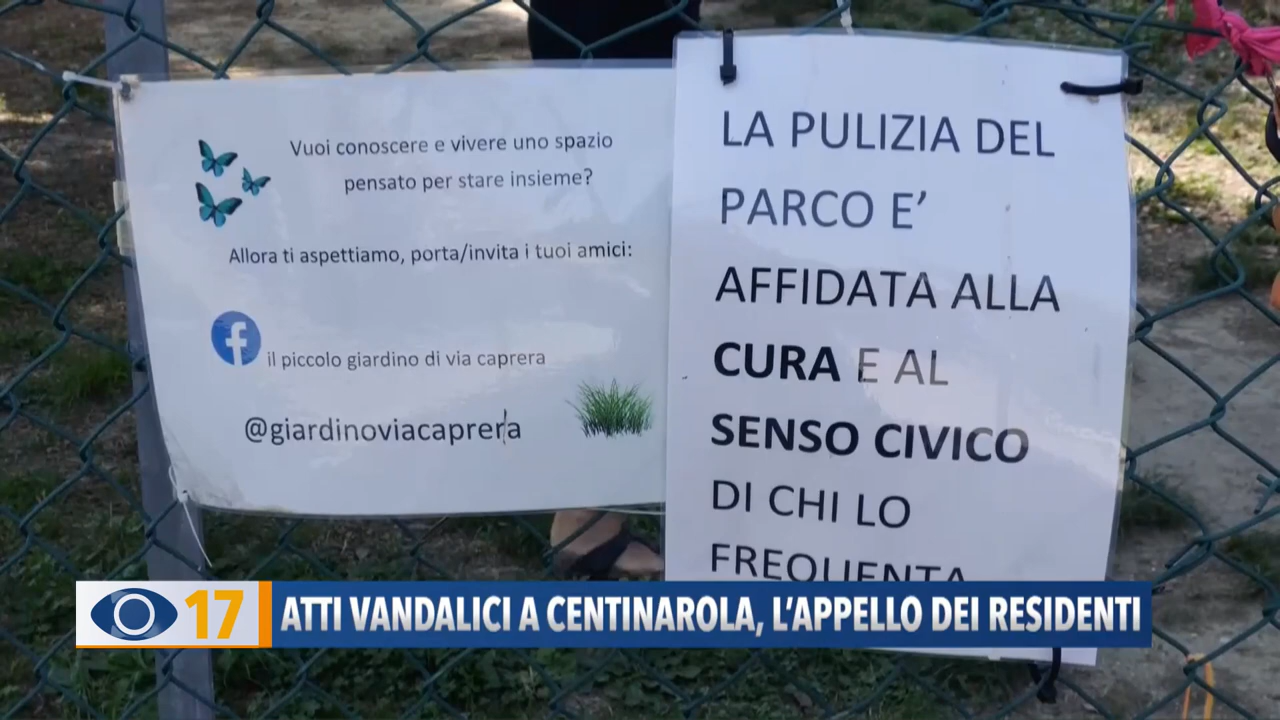 Vuoi conoscere e vivere uno spazio
pensato per stare insieme?
Allora ti aspettiamo, porta/invita i tuoi amici:
f
il piccolo giardino di via caprera
@giardinoviacaprera
LA PULIZIA DEL
PARCO E’
AFFIDATA ALLA
CURA E AL
SENSO CIVICO
DI CHI LO
FREQUENTA
17
ATTI VANDALICI A CENTINAROLA, L'APPELLO DEI RESIDENTI